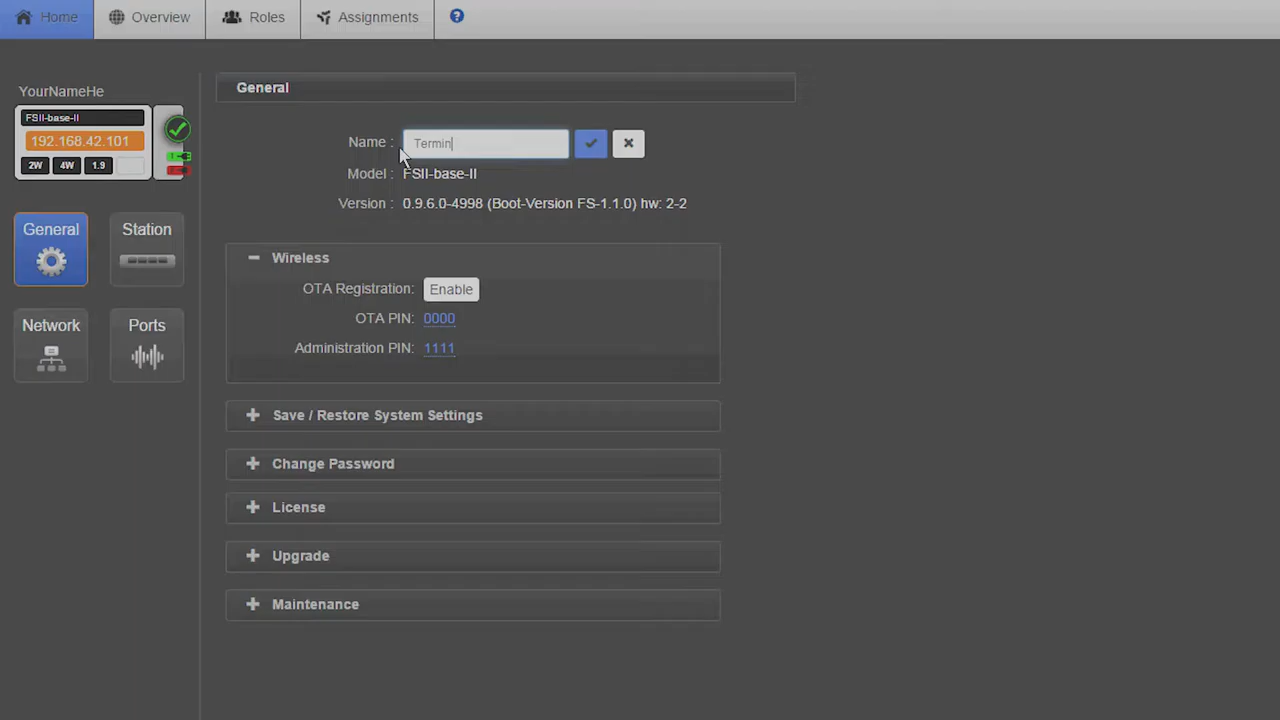 Home Overview Roles Assignments ?
YourNameHe
FSII-base-II
192.168.42.101
2W 4W 1.9
General Station
Network Ports
General
Name : Termin
Model : FSII-base-II
Version : 0.9.6.0-4998 (Boot-Version FS-1.1.0) hw: 2-2
Wireless
OTA Registration: Enable
OTA PIN: 0000
Administration PIN: 1111
Save / Restore System Settings
Change Password
License
Upgrade
Maintenance